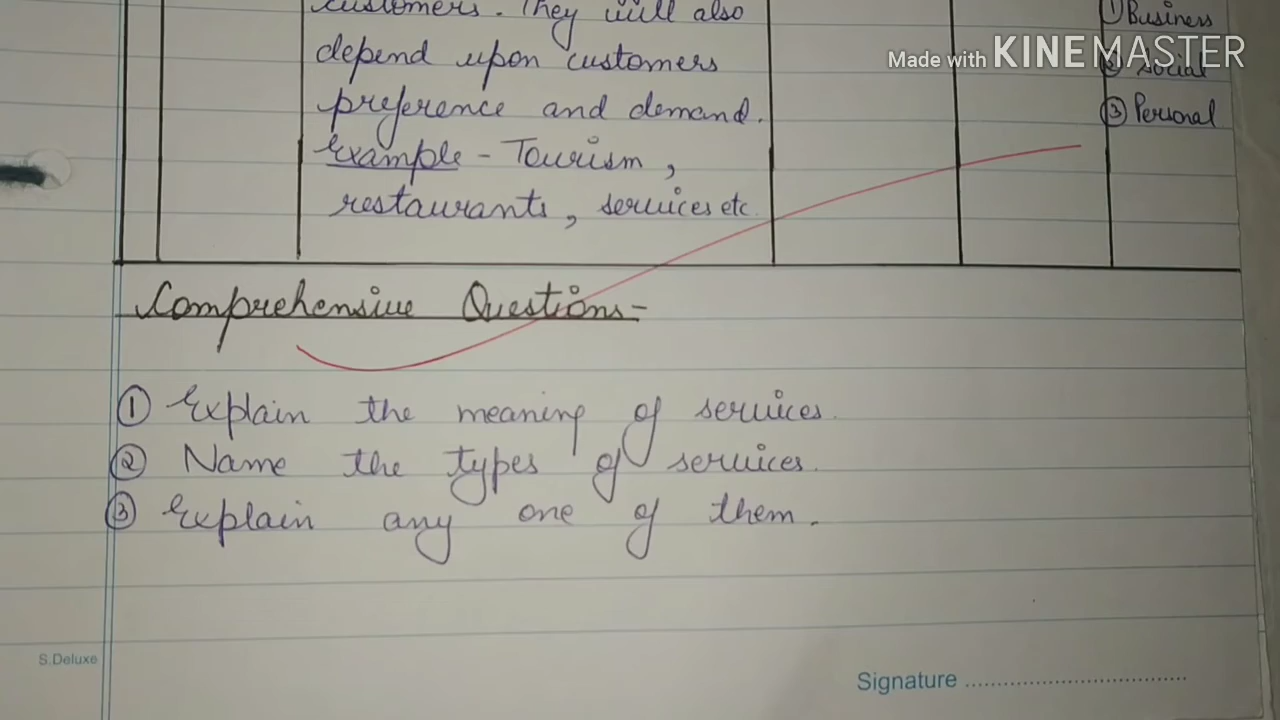 customers. They will also
depend upon customers
preference and demand.
Example - Tourism,
restaurants, services etc.
① Business
② Social
③ Personal
Made with KINEMASTER
Comprehensive Questions-
① Explain the meaning of services.
② Name the types of services.
③ Explain any one of them.
S.Deluxe
Signature ....................................